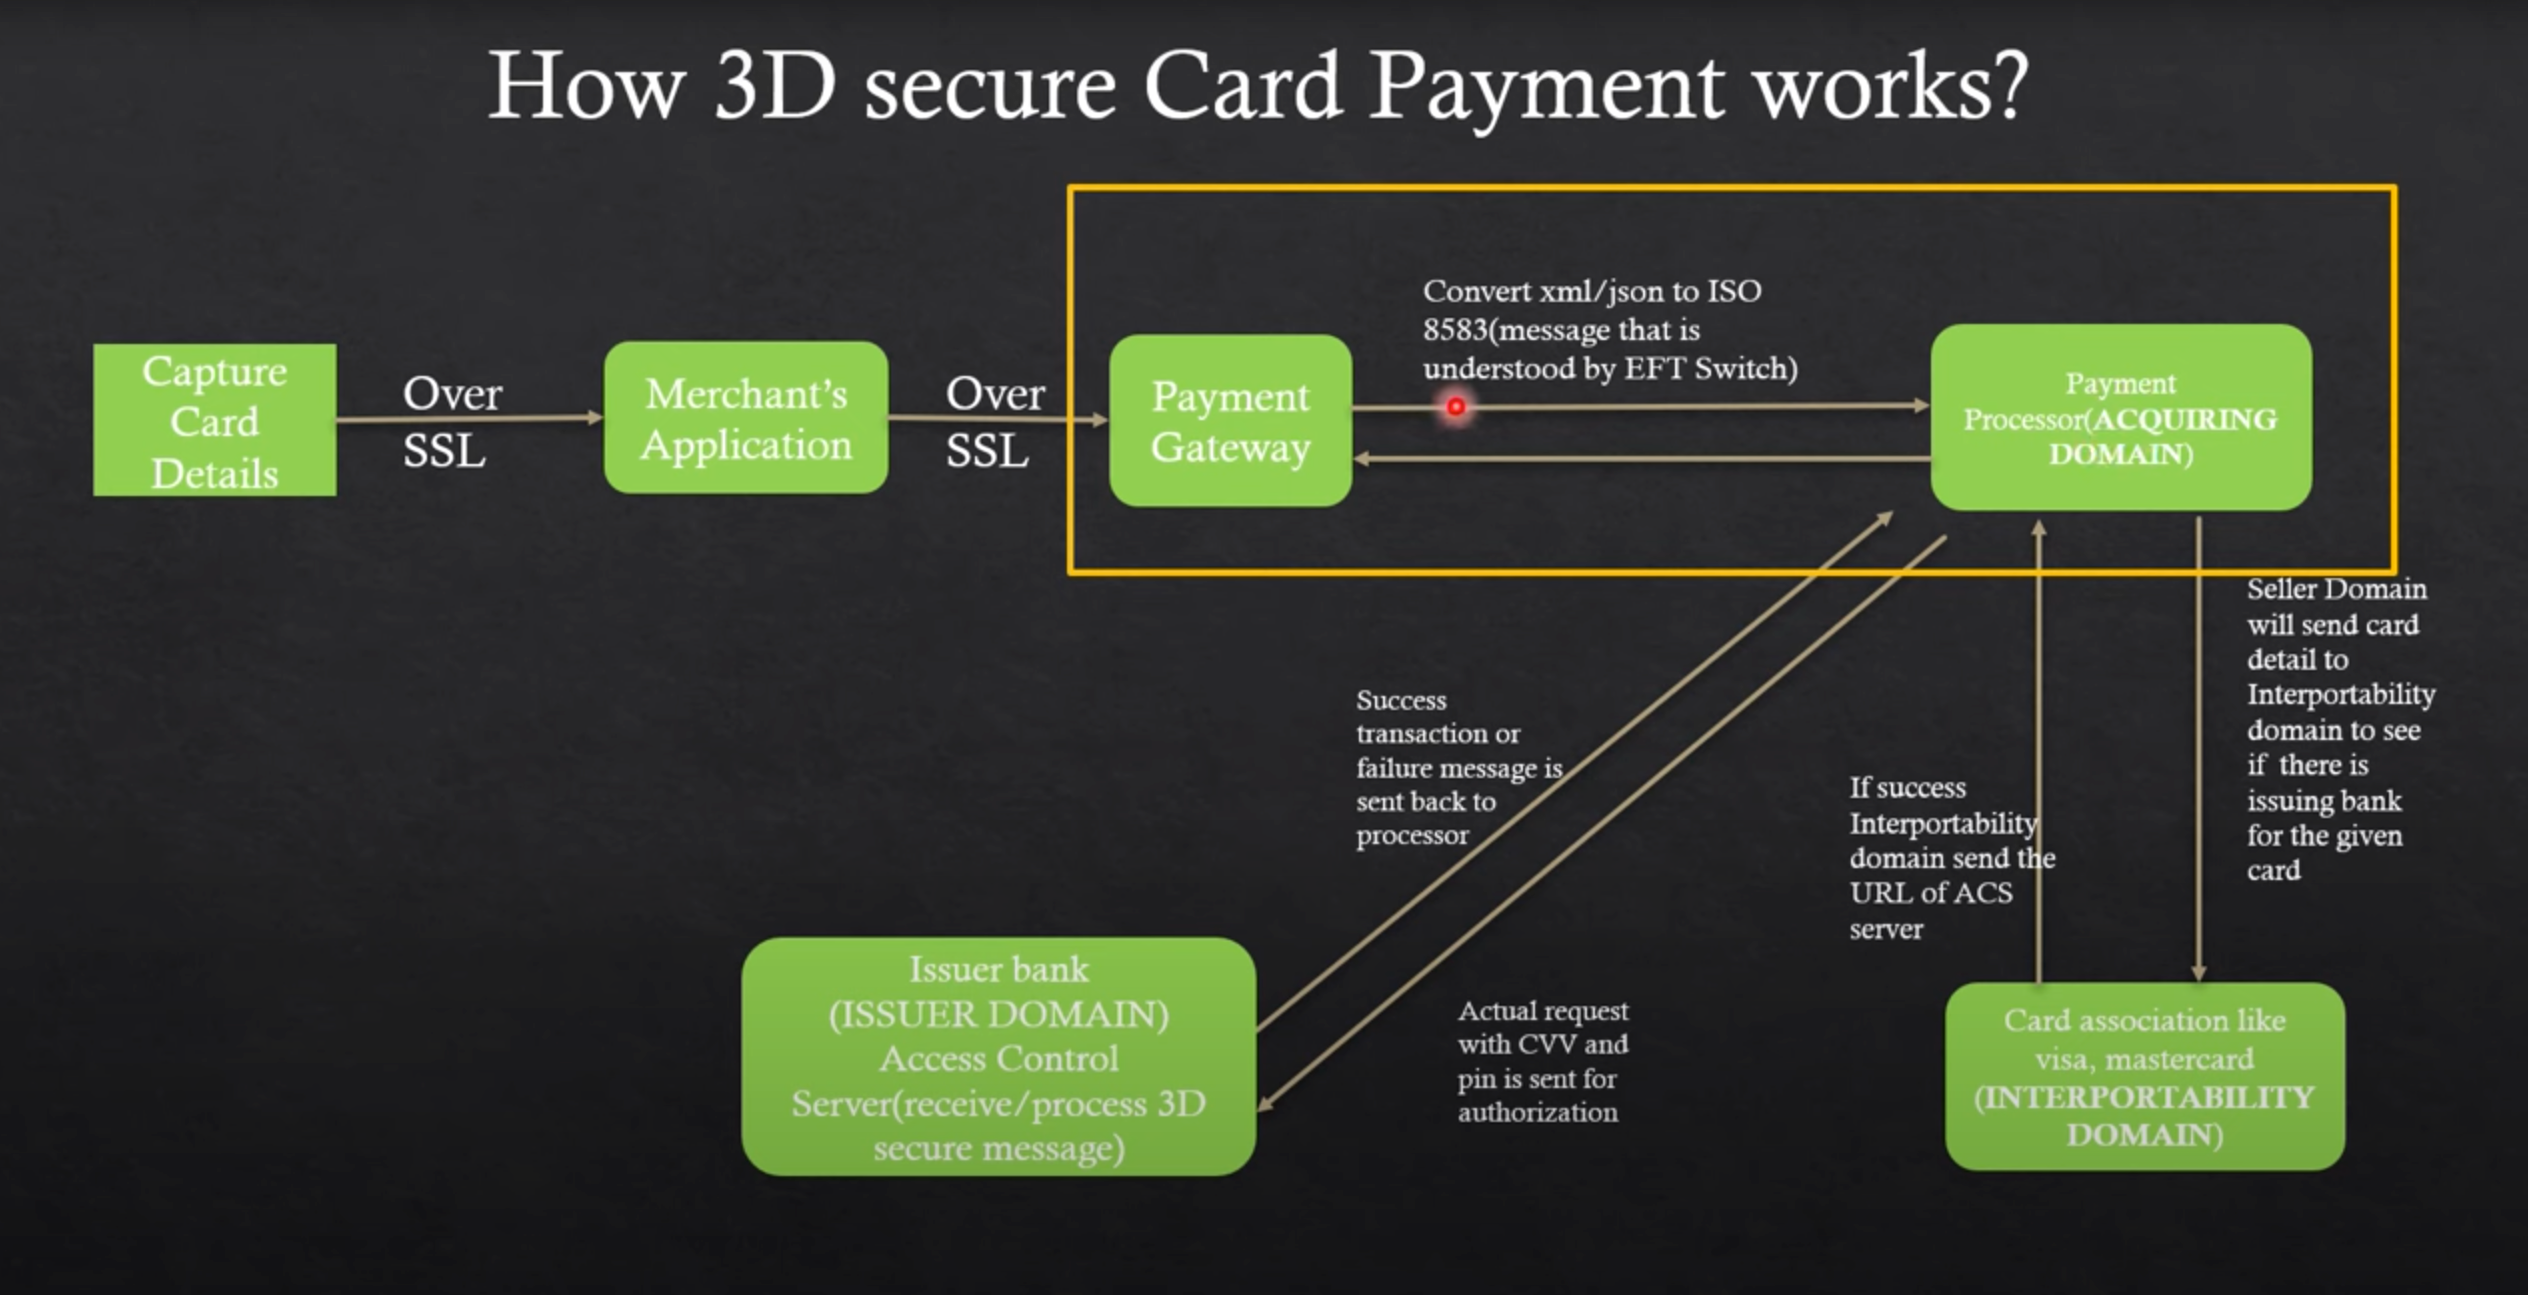 How 3D secure Card Payment works?
Capture
Card
Details
Over
SSL
Merchant's
Application
Over
SSL
Payment
Gateway
Convert xml/json to ISO
8583(message that is
understood by EFT Switch)
Payment
Processor(ACQUIRING
DOMAIN)
Seller Domain
will send card
detail to
Interportability
domain to see
if there is
issuing bank
for the given
card
Success
transaction or
failure message is
sent back to
processor
If success
Interportability
domain send the
URL of ACS
server
Issuer bank
(ISSUER DOMAIN)
Access Control
Server(receive/process 3D
secure message)
Actual request
with CVV and
pin is sent for
authorization
Card association like
visa, mastercard
(INTERPORTABILITY
DOMAIN)